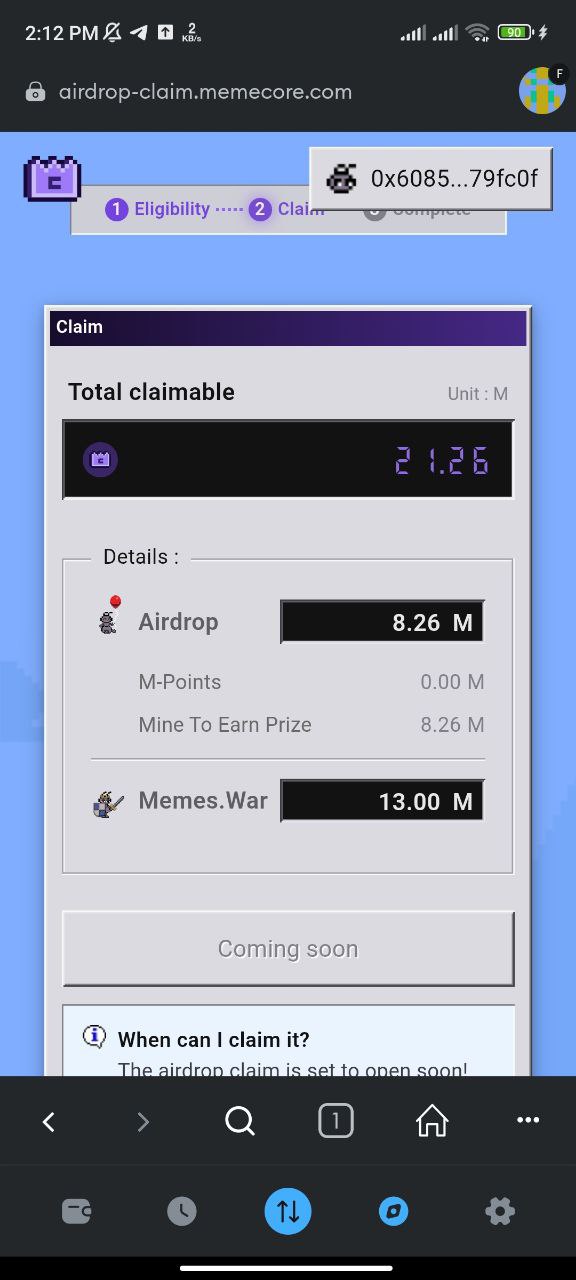 2:12 PM
2
KB/s
90
airdrop-claim.memecore.com
F
0x6085...79fc0f
1 Eligibility ····· 2 Claim
Complete
Claim
Total claimable
Unit : M
21.26
Details :
Airdrop
8.26 M
M-Points
0.00 M
Mine To Earn Prize
8.26 M
Memes.War
13.00 M
Coming soon
When can I claim it?
The airdrop claim is set to open soon!
1